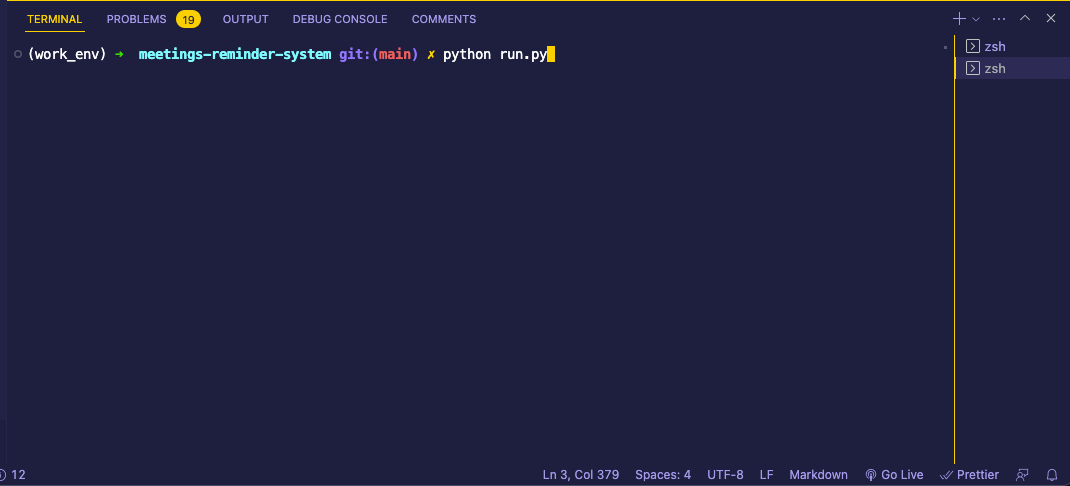 TERMINAL PROBLEMS 19 OUTPUT DEBUG CONSOLE COMMENTS
(work_env) ➜ meetings-reminder-system git:(main) ✗ python run.py
zsh
zsh
12 Ln 3, Col 379 Spaces: 4 UTF-8 LF Markdown Go Live Prettier